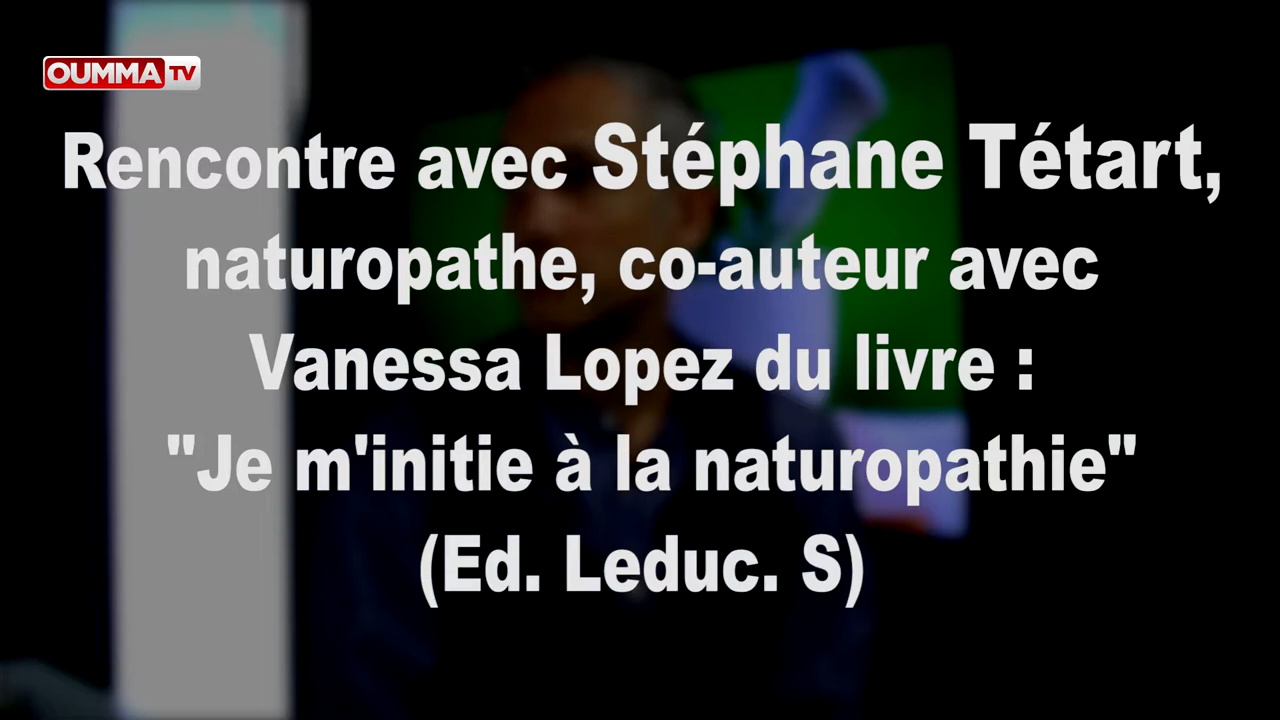 OUMMA TV
Rencontre avec Stéphane Tétart,
naturopathe, co-auteur avec
Vanessa Lopez du livre :
"Je m'initie à la naturopathie"
(Ed. Leduc. S)